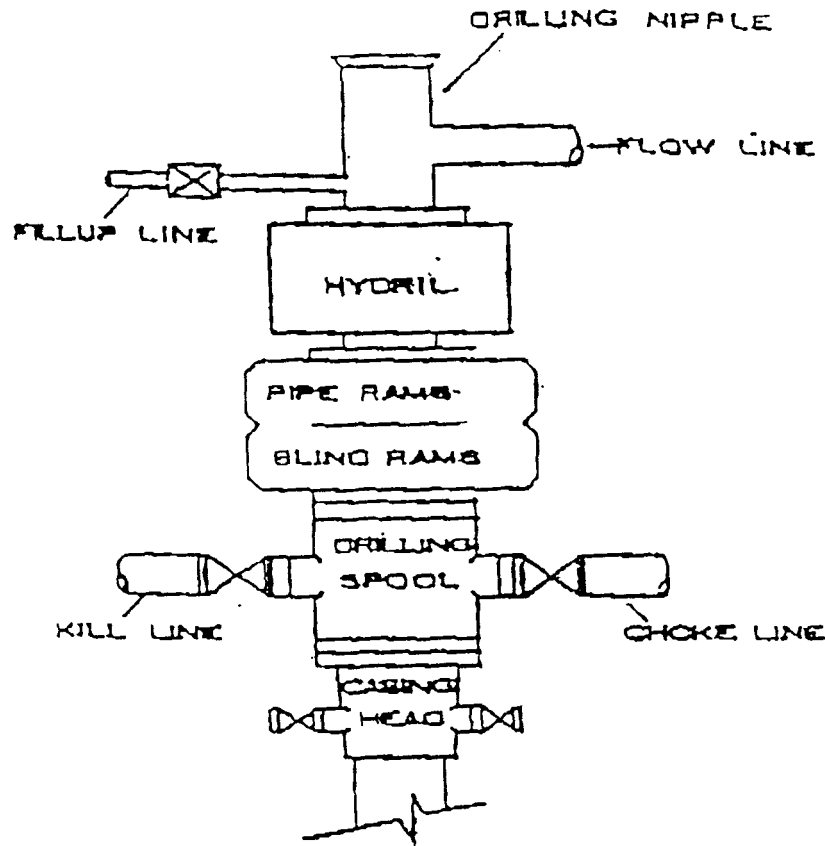 DRILLING NIPPLE
FLOW LINE
FILLUP LINE
HYDRIL
PIPE RAMS
BLIND RAMS
DRILLING
SPOOL
KILL LINE
CHOKE LINE
CASING
HEAD